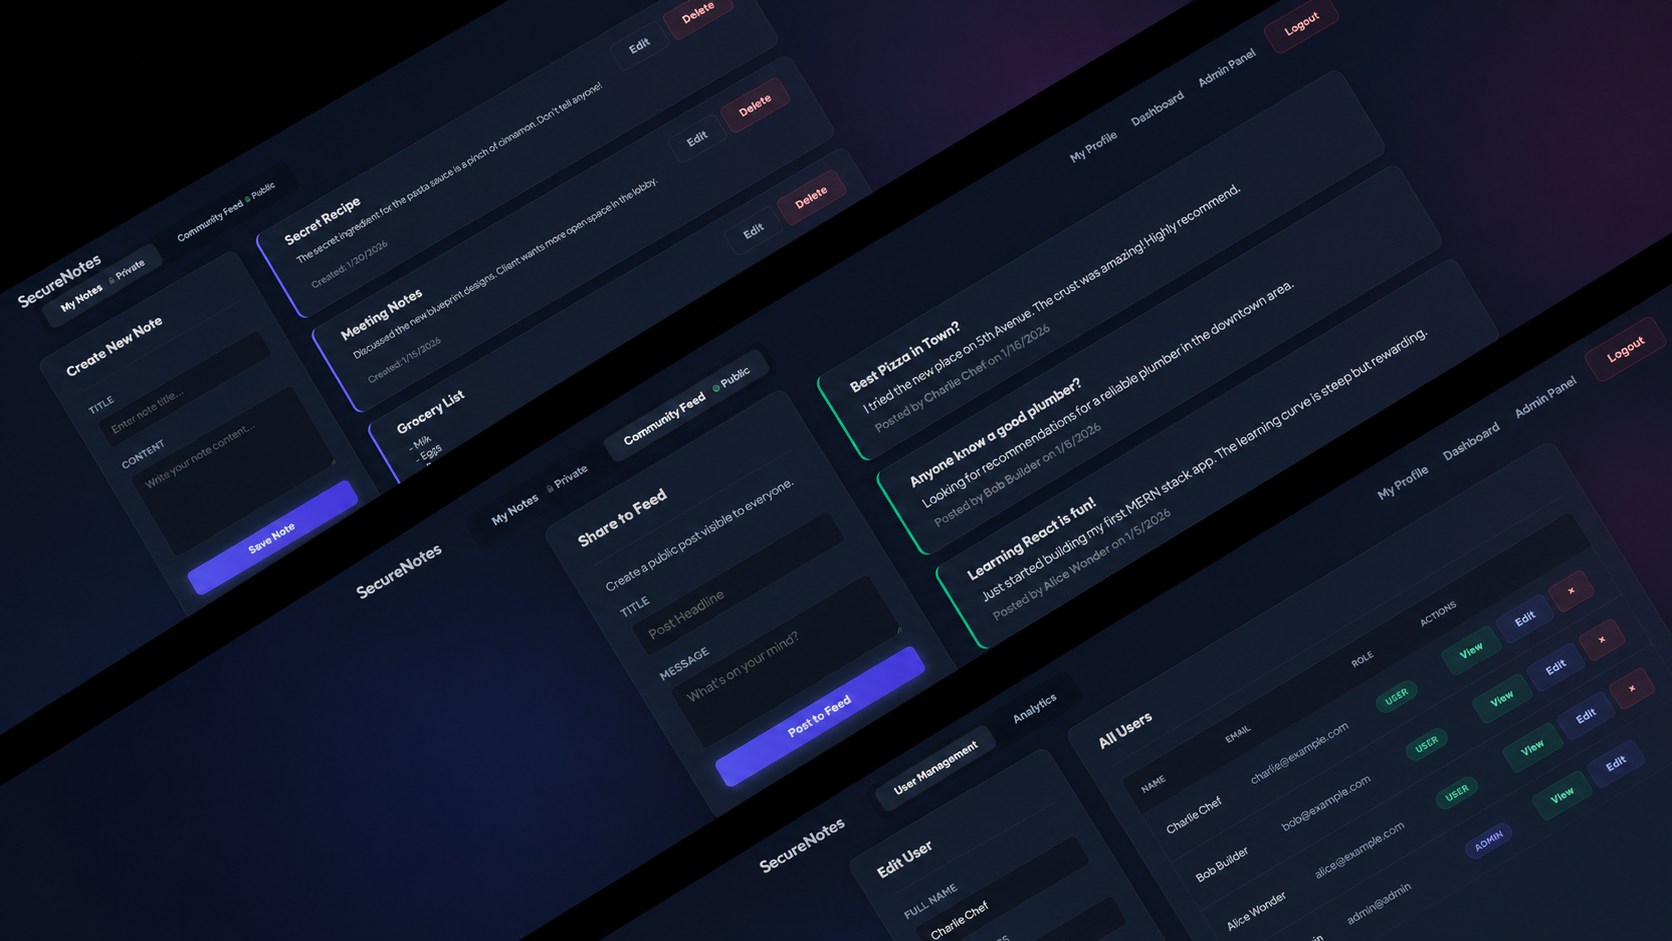 SecureNotes
My Notes Private
Community Feed Public
Create New Note
TITLE
Enter note title...
CONTENT
Write your note content...
Save Note
Edit
Delete
Secret Recipe
The secret ingredient for the pasta sauce is a pinch of cinnamon. Don't tell anyone!
Created: 1/20/2026
Edit
Delete
Meeting Notes
Discussed the new blueprint designs. Client wants more open space in the lobby.
Created: 1/15/2026
Edit
Delete
Grocery List
- Milk
- Eggs
SecureNotes
My Notes Private
Community Feed Public
My Profile
Dashboard
Admin Panel
Logout
Share to Feed
Create a public post visible to everyone.
TITLE
Post Headline
MESSAGE
What's on your mind?
Post to Feed
Best Pizza in Town?
I tried the new place on 5th Avenue. The crust was amazing! Highly recommend.
Posted by Charlie Chef on 1/16/2026
Anyone know a good plumber?
Looking for recommendations for a reliable plumber in the downtown area.
Posted by Bob Builder on 1/5/2026
Learning React is fun!
Just started building my first MERN stack app. The learning curve is steep but rewarding.
Posted by Alice Wonder on 1/5/2026
SecureNotes
User Management
Analytics
My Profile
Dashboard
Admin Panel
Logout
Edit User
FULL NAME
Charlie Chef
All Users
NAME EMAIL ROLE ACTIONS
Charlie Chef charlie@example.com USER View Edit ×
Bob Builder bob@example.com USER View Edit ×
Alice Wonder alice@example.com USER View Edit ×
admin@admin ADMIN View Edit